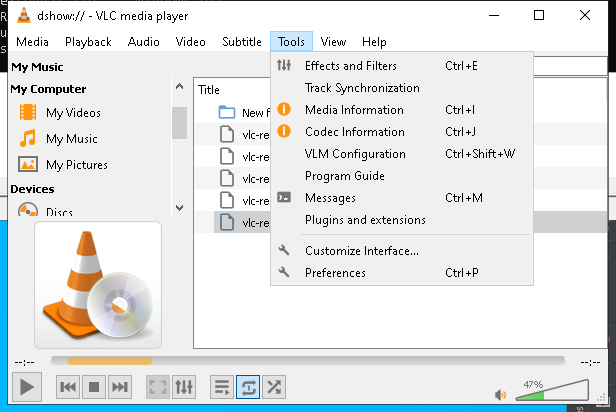 dshow:// - VLC media player
Media Playback Audio Video Subtitle Tools View Help
My Music
My Computer
My Videos
My Music
My Pictures
Devices
Discs
Title
New f
vlc-re
vlc-re
vlc-re
vlc-re
vlc-re
Effects and Filters Ctrl+E
Track Synchronization
Media Information Ctrl+I
Codec Information Ctrl+J
VLM Configuration Ctrl+Shift+W
Program Guide
Messages Ctrl+M
Plugins and extensions
Customize Interface...
Preferences Ctrl+P
--:-- --:--
47%